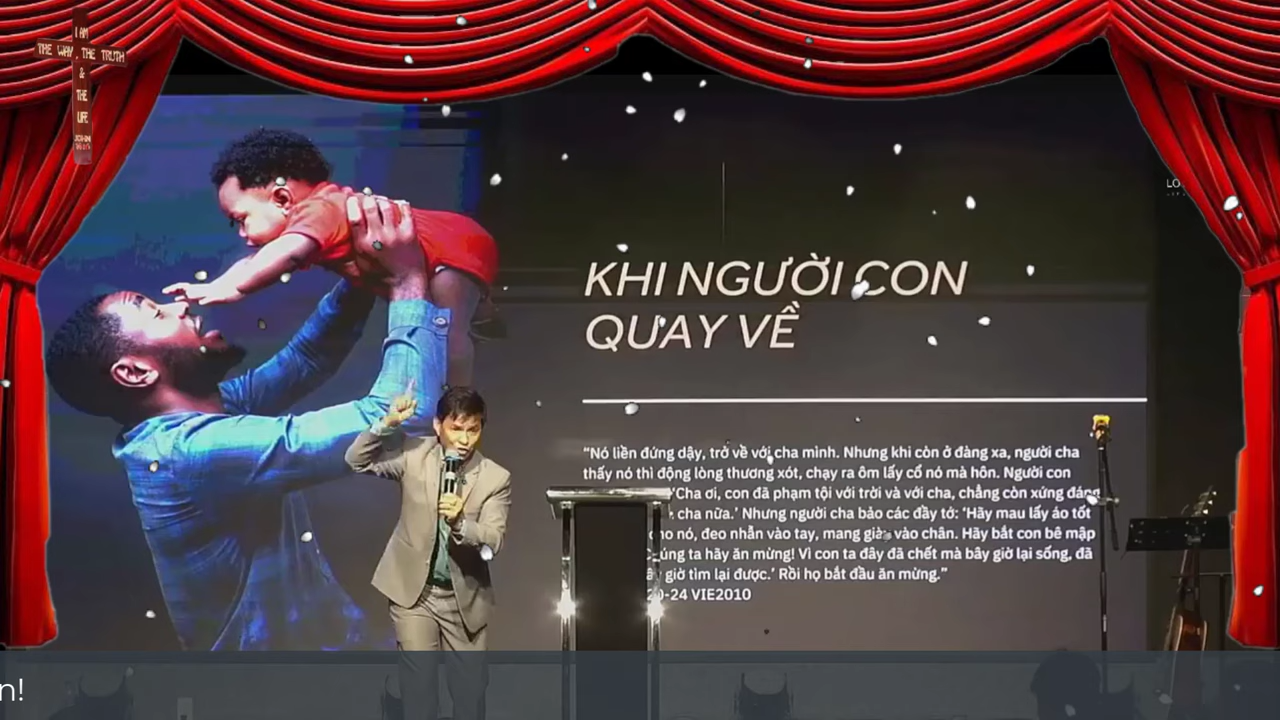 I AM
THE WAY, THE TRUTH
&
THE
LIFE
JOHN
LO
KHI NGƯỜI CON
QUAY VỀ
“Nó liền đứng dậy, trở về với cha mình. Nhưng khi còn ở đàng xa, người cha
thấy nó thì động lòng thương xót, chạy ra ôm lấy cổ nó mà hôn. Người con
‘Cha ơi, con đã phạm tội với trời và với cha, chẳng còn xứng đáng
cha nữa.’ Nhưng người cha bảo các đầy tớ: ‘Hãy mau lấy áo tốt
cho nó, đeo nhẫn vào tay, mang giày vào chân. Hãy bắt con bê mập
Chúng ta hãy ăn mừng! Vì con ta đây đã chết mà bây giờ lại sống, đã
giờ tìm lại được.’ Rồi họ bắt đầu ăn mừng.”
20-24 VIE2010
n!